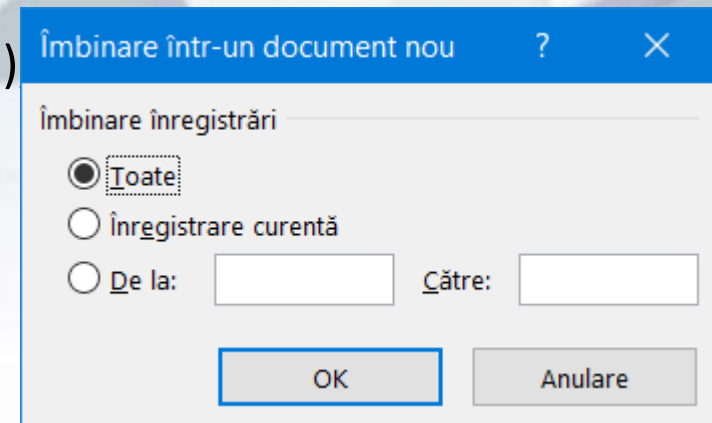 )
Îmbinare într-un document nou ? ×
Îmbinare înregistrări
Toate
Înregistrare curentă
De la: Către:
OK Anulare